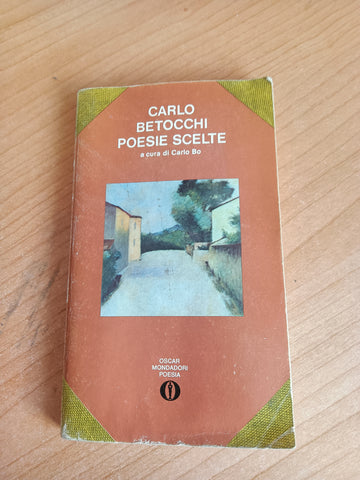 CARLO
BETOCCHI
POESIE SCELTE
a cura di Carlo Bo
OSCAR
MONDADORI
POESIA